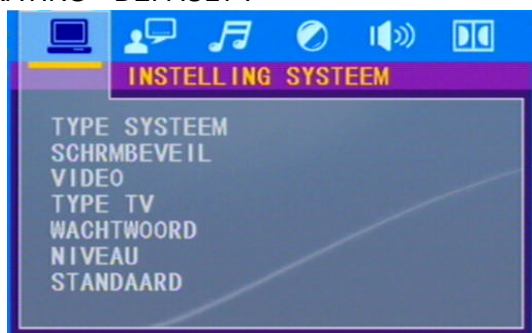 INSTELLING SYSTEEM
TYPE SYSTEEM
SCHRMBEVEIL
VIDEO
TYPE TV
WACHTWOORD
NIVEAU
STANDAARD